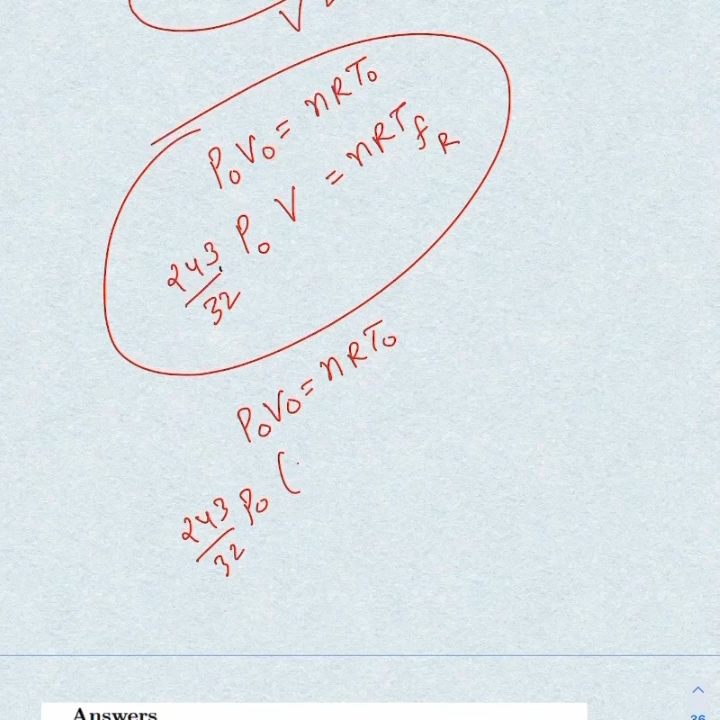 V
P₀V₀ = nRT₀
243/32 P₀ V = nRT_fR
P₀V₀ = nRT₀
243/32 P₀ (
Answers